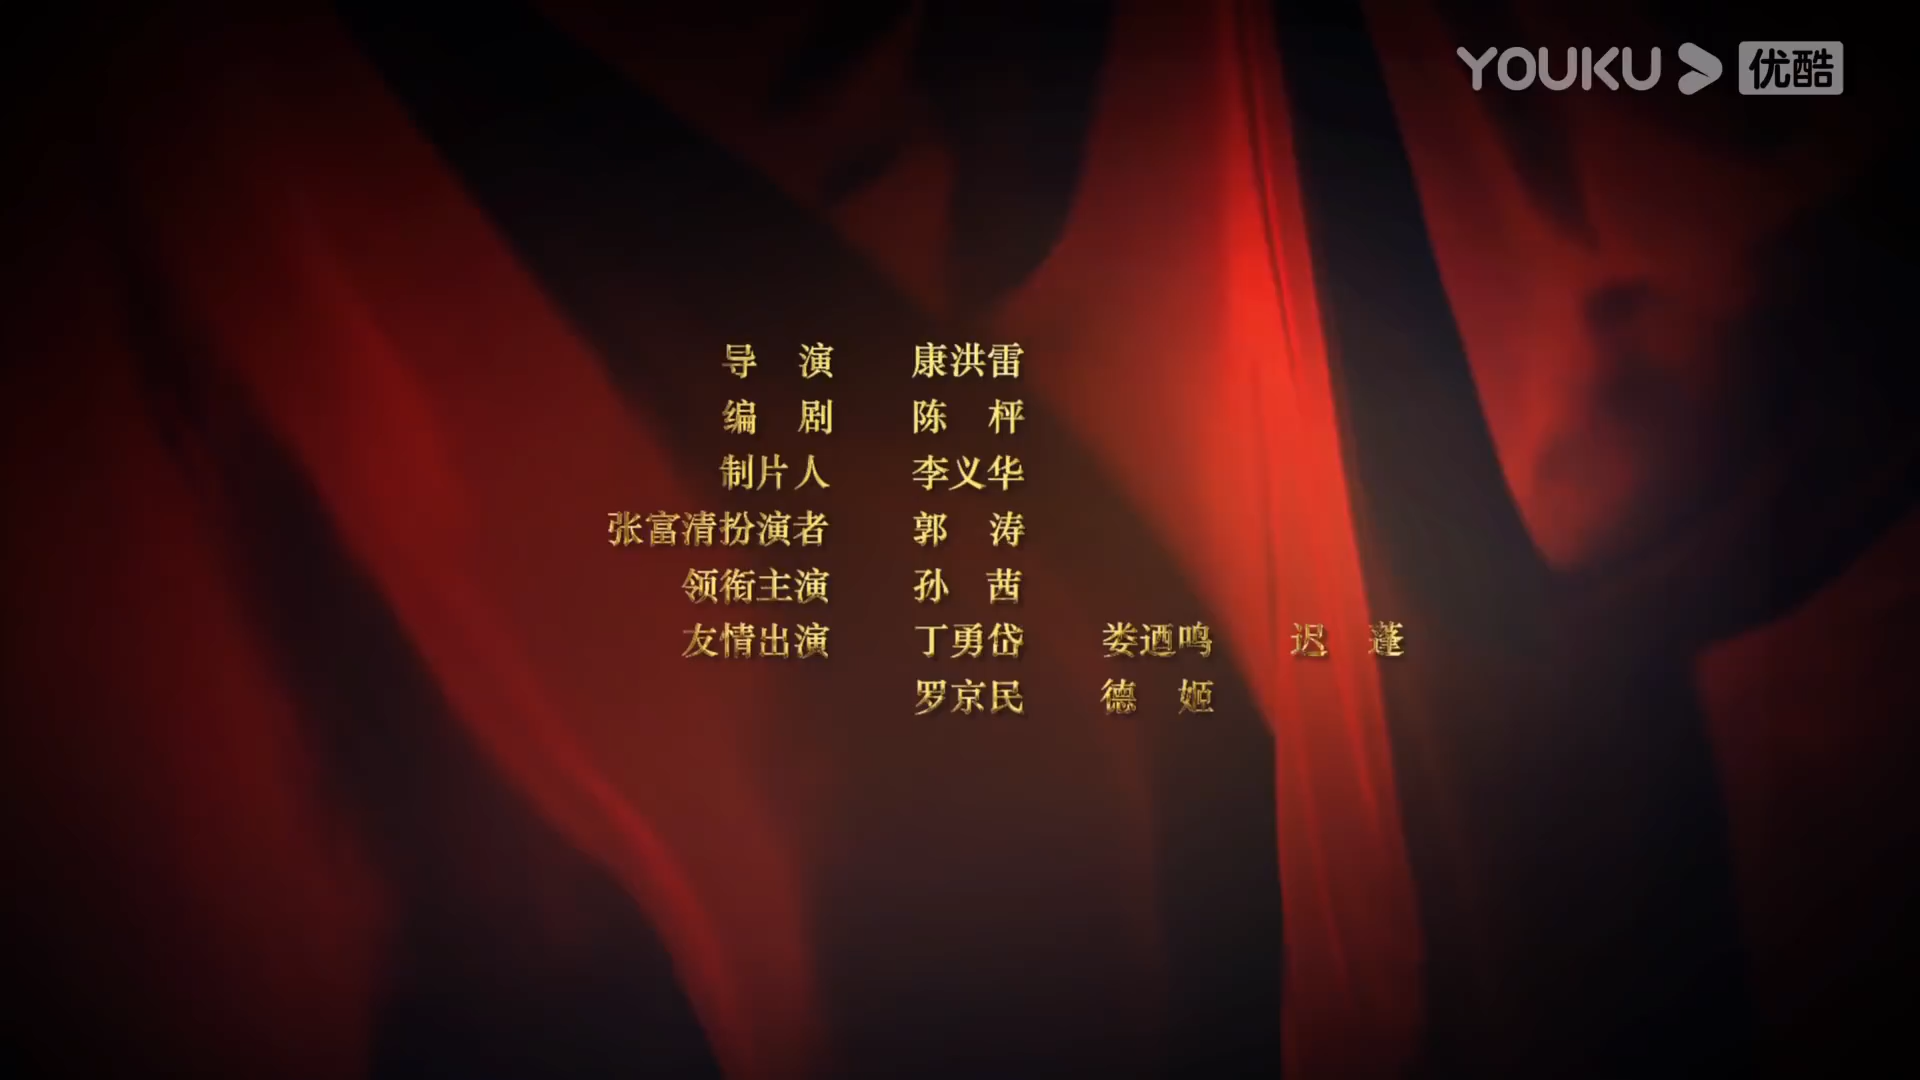 YOUKU 优酷
导 演 康洪雷
编 剧 陈 枰
制片人 李义华
张富清扮演者 郭 涛
领衔主演 孙 茜
友情出演 丁勇岱 娄迺鸣 迟 蓬
罗京民 德 姬